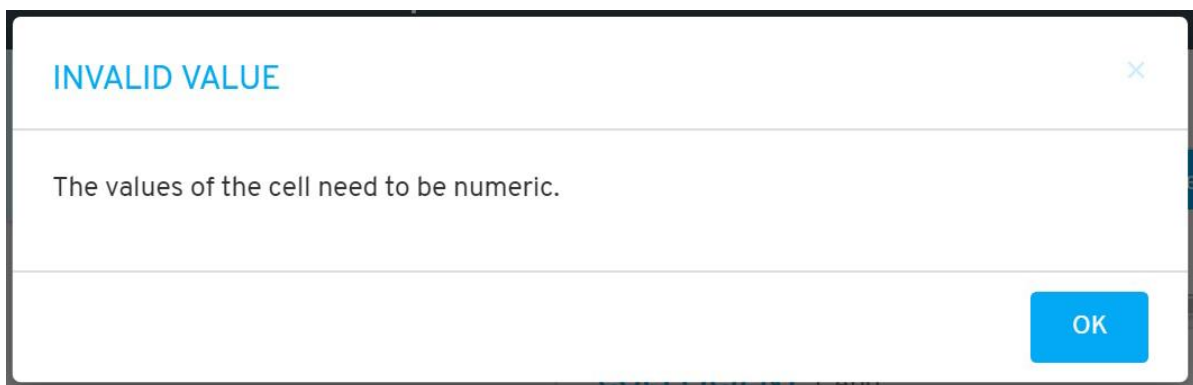 INVALID VALUE
The values of the cell need to be numeric.
OK